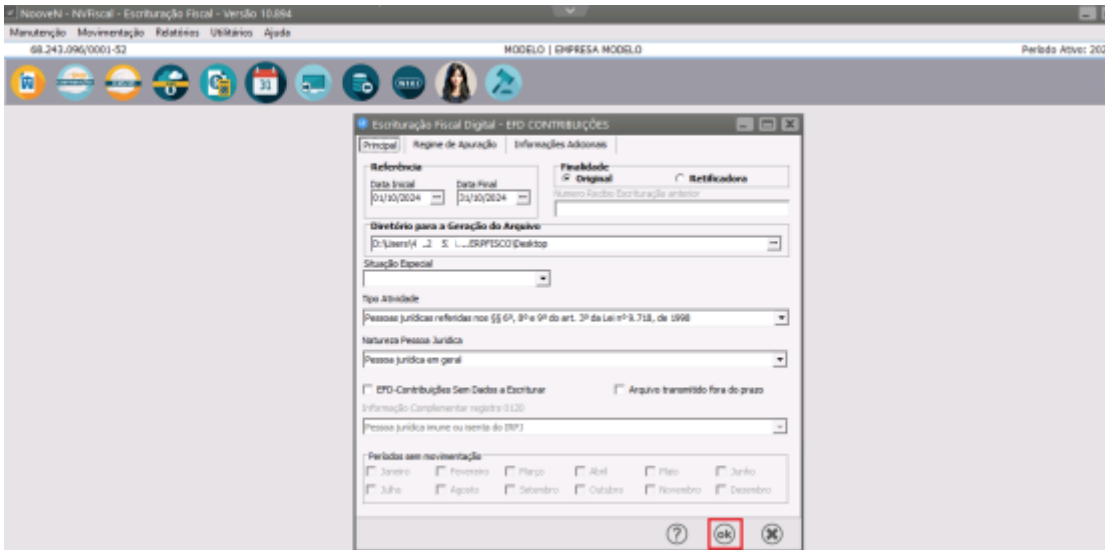 NooveN - NVFiscal - Escrituração Fiscal - Versão 10.894
Manutenção Movimentação Relatórios Utilitários Ajuda
68.243.096/0001-52 MODELO | EMPRESA MODELO Período Ativo: 202
31
Escrituração Fiscal Digital - EFD CONTRIBUIÇÕES
Principal Regime de Apuração Informações Adicionais
Referência Finalidade
Data Inicial Data Final Original Retificadora
01/10/2024 31/10/2024 Número Recibo Escrituração anterior
Diretório para a Geração do Arquivo
ERPFISCO\Desktop
Situação Especial
Tipo Atividade
Pessoas jurídicas referidas nos §§ 6º, 8º e 9º do art. 3º da Lei nº 9.718, de 1998
Natureza Pessoa Jurídica
Pessoa jurídica em geral
EFD-Contribuições Sem Dados a Escriturar Arquivo transmitido fora do prazo
Informação Complementar registro 0120
Pessoa jurídica imune ou isenta do IRPJ
Períodos sem movimentação
Janeiro Fevereiro Março Abril Maio Junho
Julho Agosto Setembro Outubro Novembro Dezembro
? ok